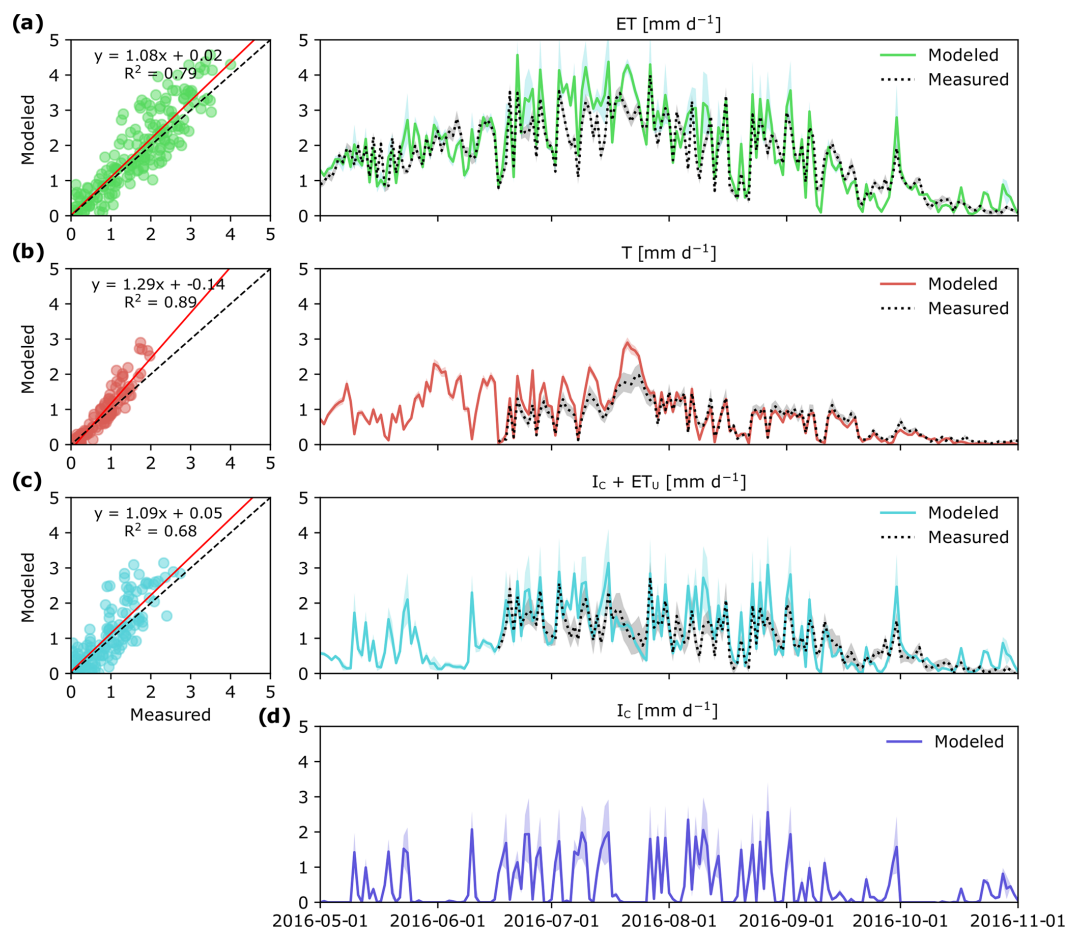 (a)
ET [mm d⁻¹]
y = 1.08x + 0.02
R² = 0.79
Modeled
Measured
Modeled
5
4
3
2
1
0
0 1 2 3 4 5
5
4
3
2
1
0
(b)
T [mm d⁻¹]
y = 1.29x + -0.14
R² = 0.89
Modeled
Measured
Modeled
5
4
3
2
1
0
0 1 2 3 4 5
5
4
3
2
1
0
(c)
I_C + ET_U [mm d⁻¹]
y = 1.09x + 0.05
R² = 0.68
Modeled
Measured
Modeled
5
4
3
2
1
0
0 1 2 3 4 5
Measured
5
4
3
2
1
0
(d)
I_C [mm d⁻¹]
Modeled
5
4
3
2
1
0
2016-05-01 2016-06-01 2016-07-01 2016-08-01 2016-09-01 2016-10-01 2016-11-01